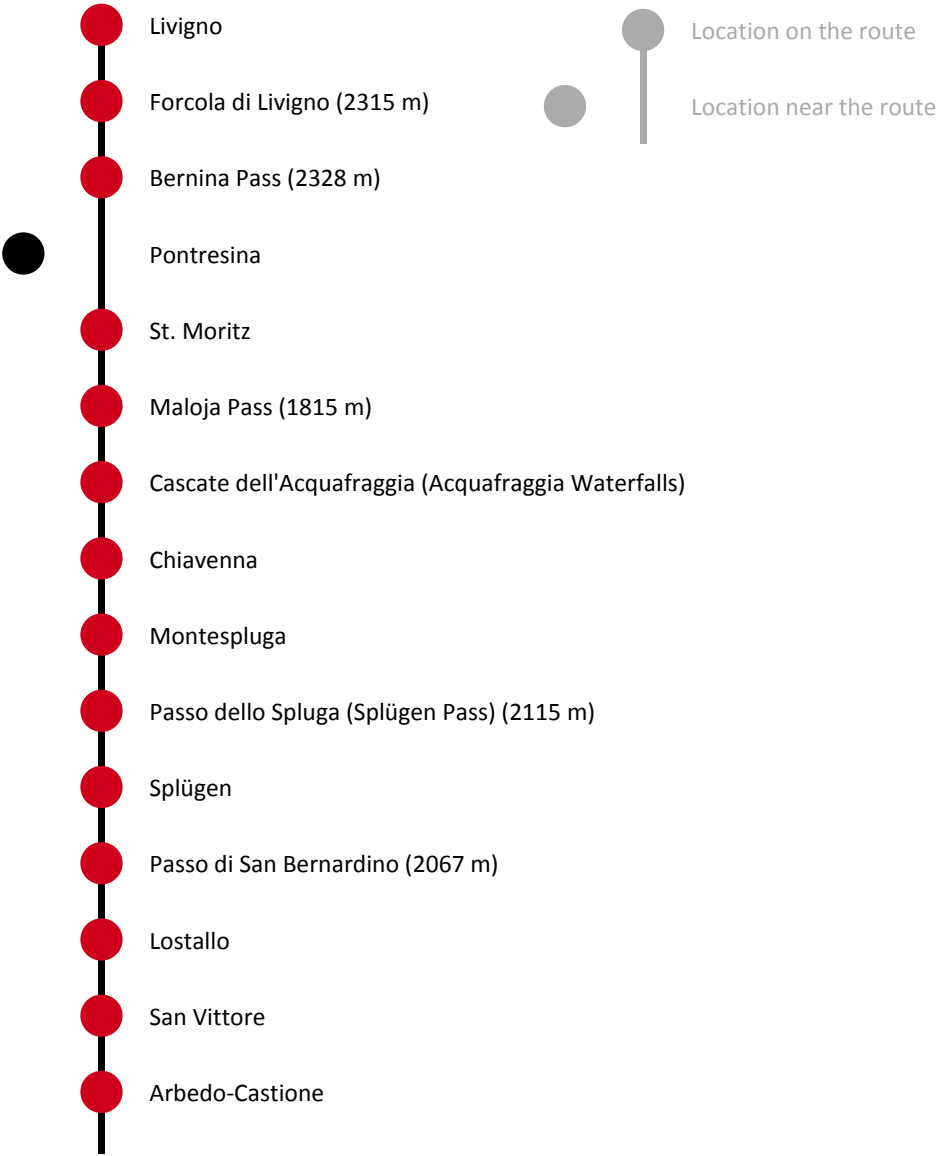 Livigno
Location on the route
Forcola di Livigno (2315 m)
Location near the route
Bernina Pass (2328 m)
Pontresina
St. Moritz
Maloja Pass (1815 m)
Cascate dell'Acquafraggia (Acquafraggia Waterfalls)
Chiavenna
Montespluga
Passo dello Spluga (Splügen Pass) (2115 m)
Splügen
Passo di San Bernardino (2067 m)
Lostallo
San Vittore
Arbedo-Castione